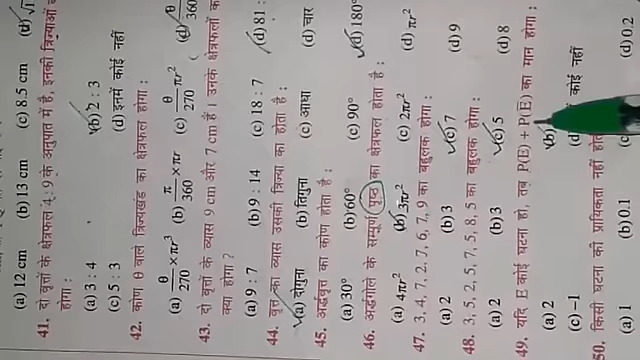 (a) 12 cm (b) 13 cm (c) 8.5 cm (d)
41. दो वृत्तों के क्षेत्रफल 4 : 9 के अनुपात में है, इनकी त्रिज्याओं
होगा :
(a) 3 : 4 (b) 2 : 3
(c) 5 : 3 (d) इनमें कोई नहीं
42. कोण θ वाले त्रिज्यखंड का क्षेत्रफल होगा :
(a) θ/270 × πr³ (b) π/360 × πr (c) θ/270 πr² (d) θ/360
43. दो वृत्तों के व्यास 9 cm और 7 cm हैं। उनके क्षेत्रफलों
क्या होगा ?
(a) 9 : 7 (b) 9 : 14 (c) 18 : 7 (d) 81 :
44. वृत्त का व्यास उसकी त्रिज्या का होता है :
(a) दोगुना (b) तिगुना (c) आधा (d) चार
45. अर्द्धवृत्त का कोण होता है :
(a) 30° (b) 60° (c) 90° (d) 180°
46. अर्द्धगोले के सम्पूर्ण पृष्ठ का क्षेत्रफल होता है :
(a) 4πr² (b) 3πr² (c) 2πr² (d) πr²
47. 3, 4, 7, 2, 7, 6, 7, 9 का बहुलक होगा :
(a) 2 (b) 3 (c) 7 (d) 9
48. 3, 5, 2, 5, 7, 5, 8, 5 का बहुलक होगा :
(a) 2 (b) 3 (c) 5 (d) 8
49. यदि E कोई घटना हो, तब P(E) + P(E̅) का मान होगा :
(a) 2 (b)
(c) –1 (d) कोई नहीं
50. किसी घटना की प्रायिकता नहीं
(a) 1 (b) 0.1 (d) 0.2